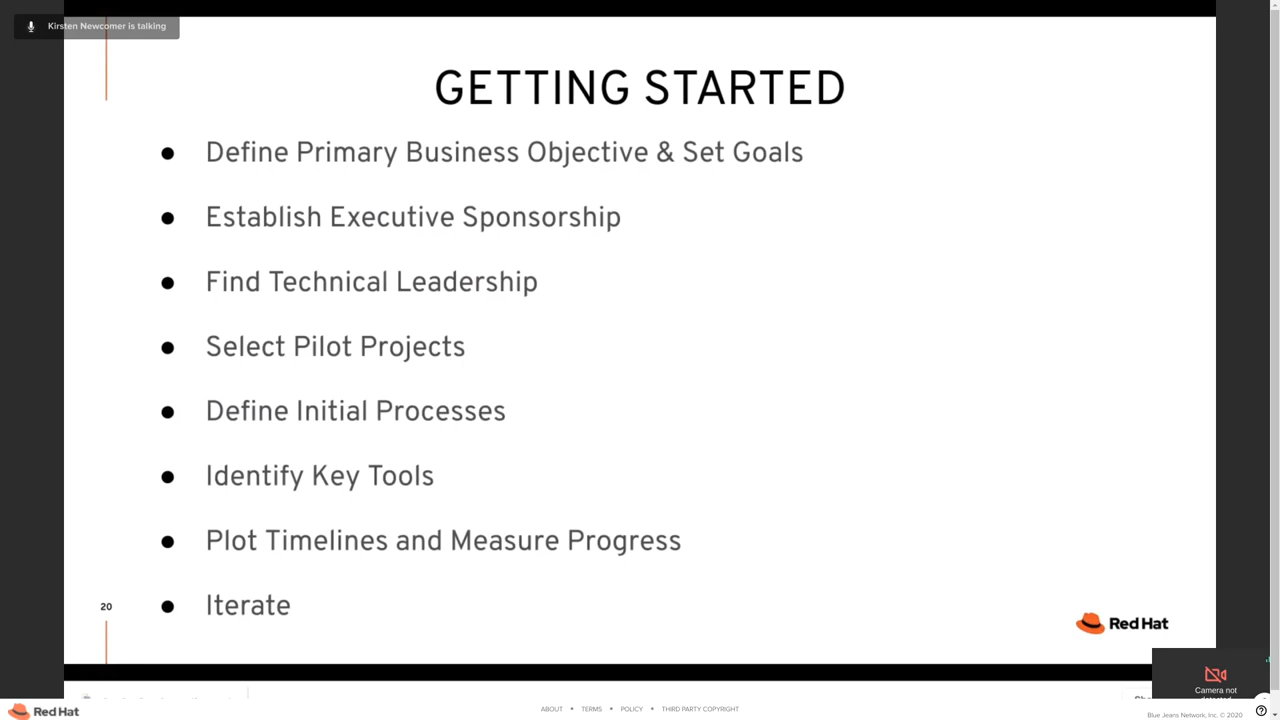 Kirsten Newcomer is talking
GETTING STARTED
● Define Primary Business Objective & Set Goals
● Establish Executive Sponsorship
● Find Technical Leadership
● Select Pilot Projects
● Define Initial Processes
● Identify Key Tools
● Plot Timelines and Measure Progress
20
● Iterate
Red Hat
Camera not
Red Hat
ABOUT • TERMS • POLICY • THIRD PARTY COPYRIGHT
Blue Jeans Network, Inc. © 2020